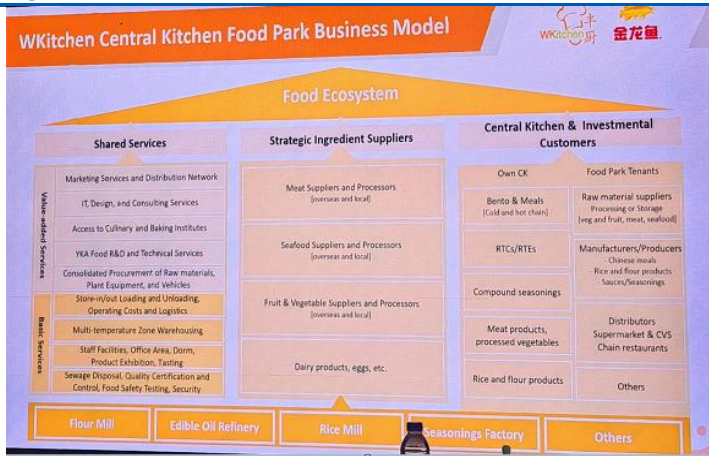 WKitchen Central Kitchen Food Park Business Model
WKitchen
丰厨
金龙鱼
Food Ecosystem
Shared Services
Value-added Services
Marketing Services and Distribution Network
IT, Design, and Consulting Services
Access to Culinary and Baking Institutes
YKA Food R&D and Technical Services
Consolidated Procurement of Raw materials,
Plant Equipment, and Vehicles
Basic Services
Store-in/out Loading and Unloading,
Operating Costs and Logistics
Multi-temperature Zone Warehousing
Staff Facilities, Office Area, Dorm,
Product Exhibition, Tasting
Sewage Disposal, Quality Certification and
Control, Food Safety Testing, Security
Strategic Ingredient Suppliers
Meat Suppliers and Processors
[overseas and local]
Seafood Suppliers and Processors
[overseas and local]
Fruit & Vegetable Suppliers and Processors
[overseas and local]
Dairy products, eggs, etc.
Central Kitchen & Investmental
Customers
Own CK
Bento & Meals
[Cold and hot chain]
RTCs/RTEs
Compound seasonings
Meat products,
processed vegetables
Rice and flour products
Food Park Tenants
Raw material suppliers
Processing or Storage
[veg and fruit, meat, seafood]
Manufacturers/Producers
- Chinese meals
- Rice and flour products
- Sauces/Seasonings
Distributors
Supermarket & CVS
Chain restaurants
Others
Flour Mill
Edible Oil Refinery
Rice Mill
Seasonings Factory
Others